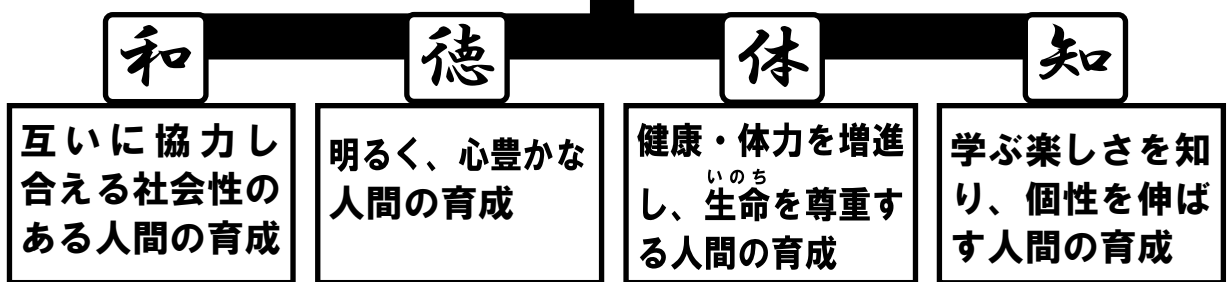 和
互いに協力し
合える社会性の
ある人間の育成
徳
明るく、心豊かな
人間の育成
体
健康・体力を増進
いのち
し、生命を尊重す
る人間の育成
知
学ぶ楽しさを知
り、個性を伸ば
す人間の育成